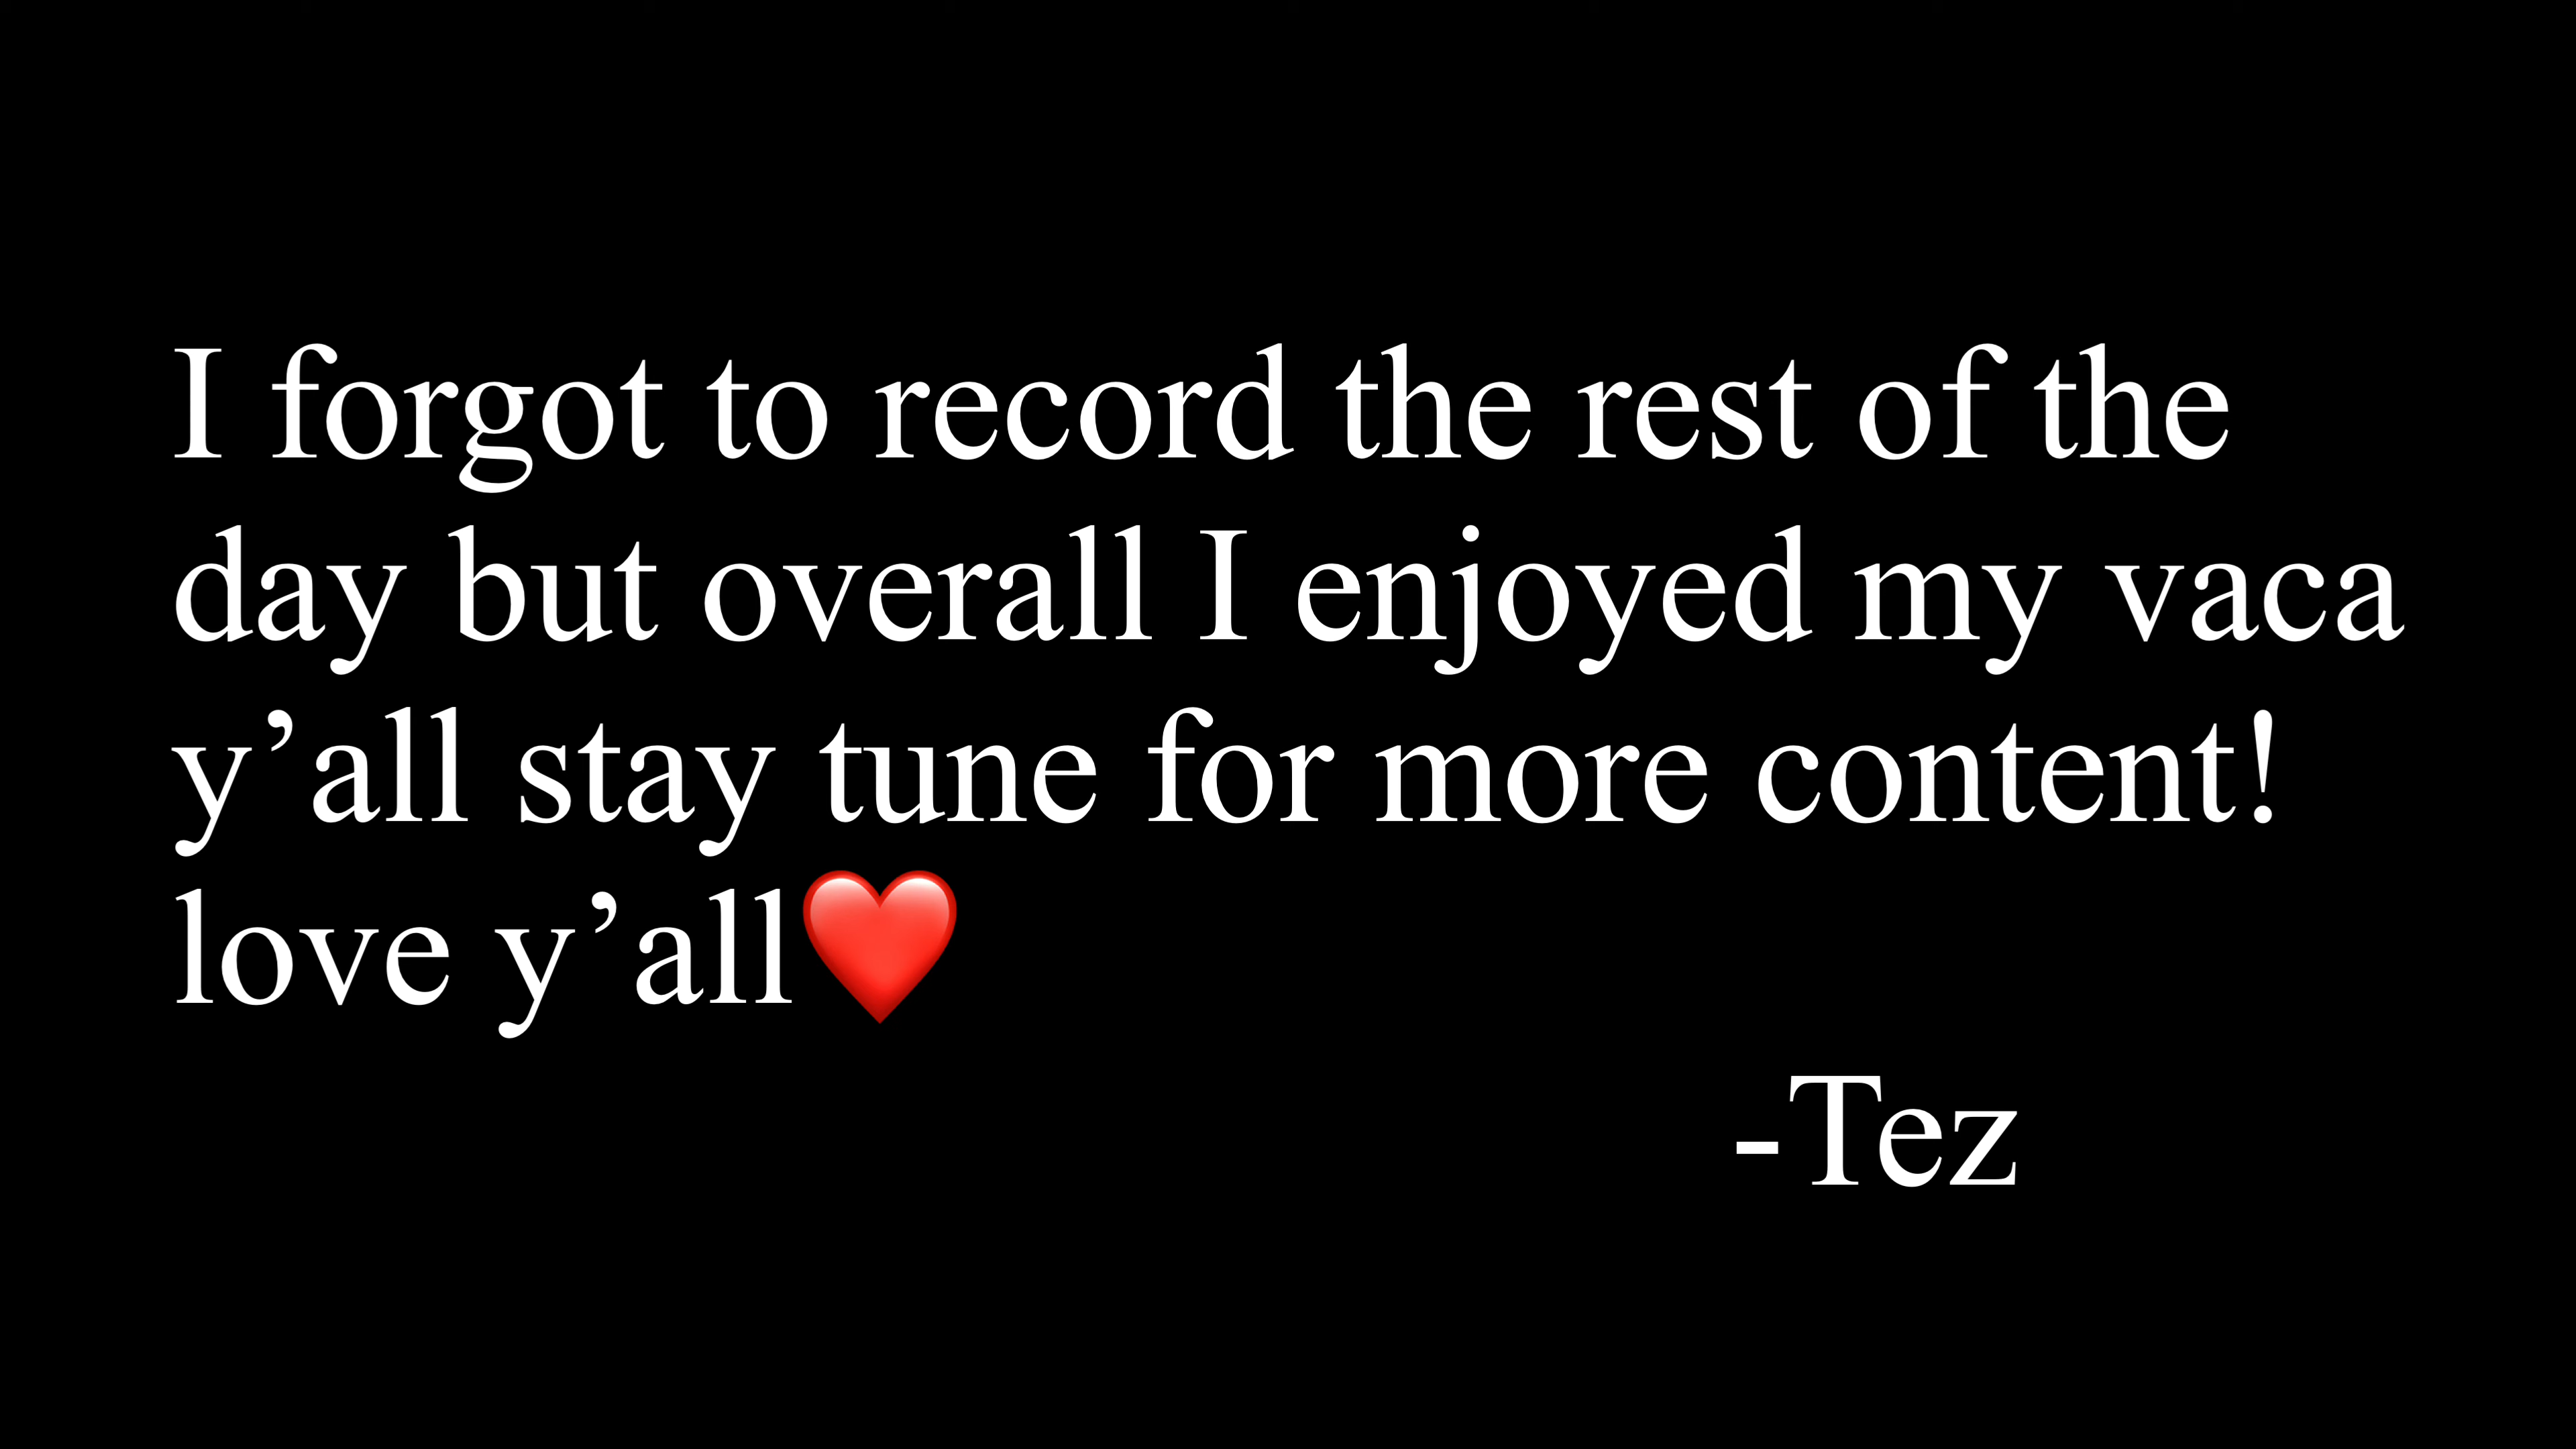 I forgot to record the rest of the
day but overall I enjoyed my vaca
y’all stay tune for more content!
love y’all❤️
-Tez